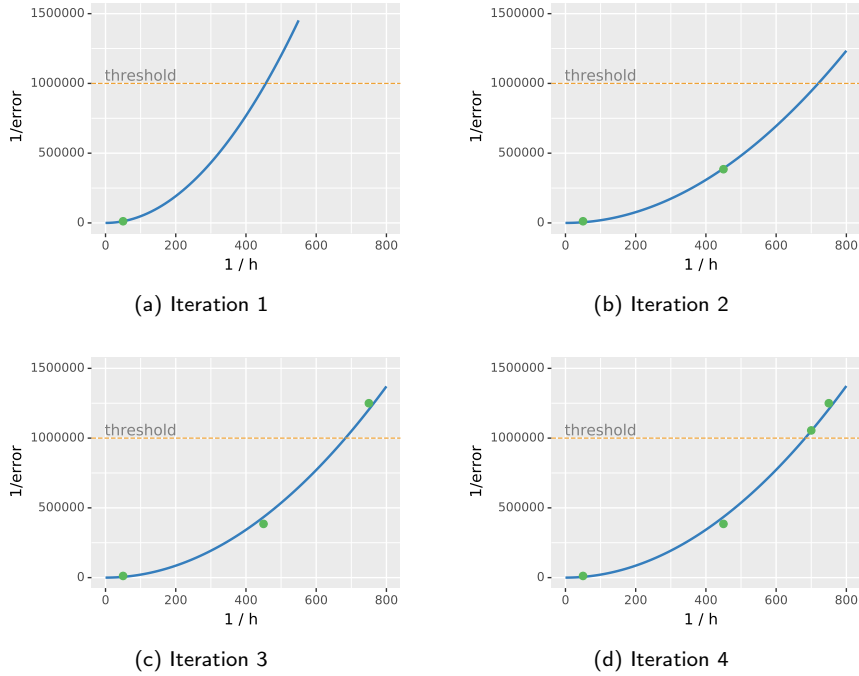 1500000
1000000
500000
0
threshold
1/error
0 200 400 600 800
1 / h
(a) Iteration 1
1500000
1000000
500000
0
threshold
1/error
0 200 400 600 800
1 / h
(b) Iteration 2
1500000
1000000
500000
0
threshold
1/error
0 200 400 600 800
1 / h
(c) Iteration 3
1500000
1000000
500000
0
threshold
1/error
0 200 400 600 800
1 / h
(d) Iteration 4